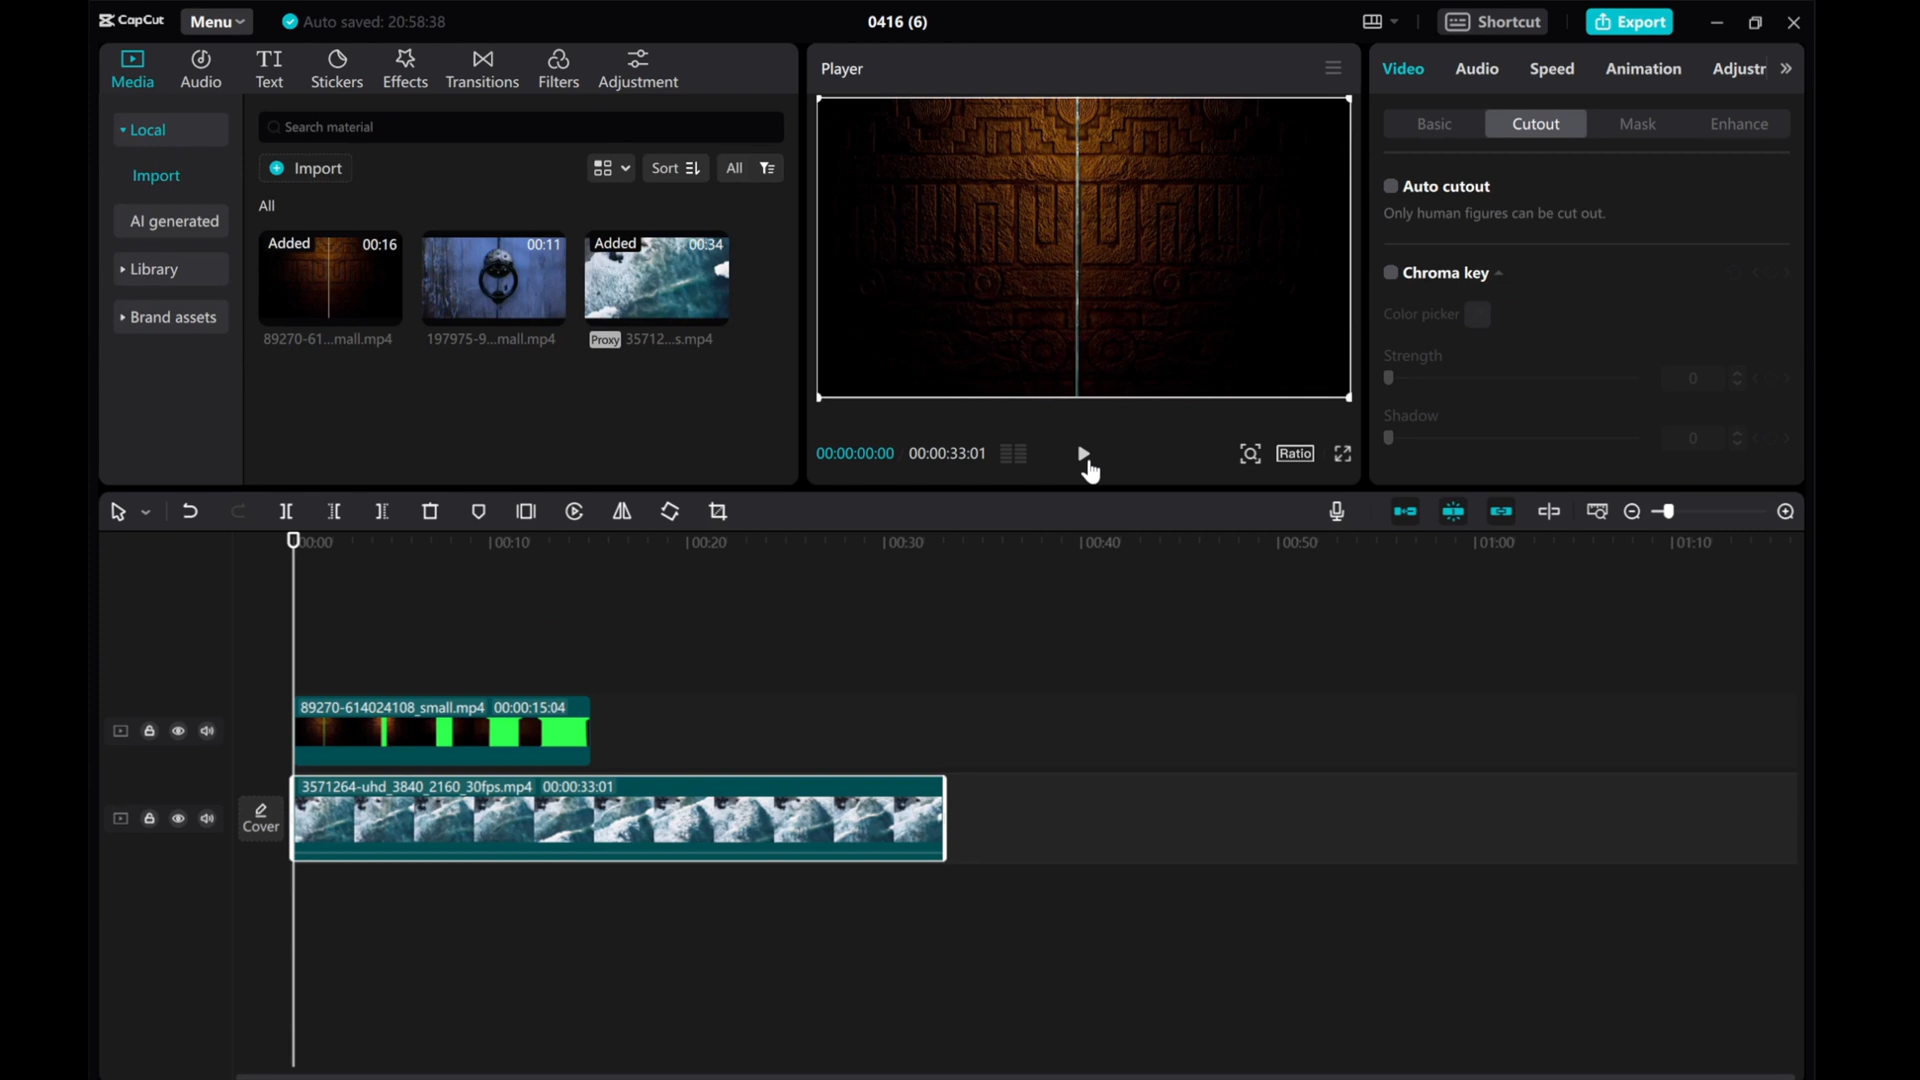 CapCut
Menu
Auto saved: 20:58:38
0416 (6)
Shortcut
Export
Media
Audio
Text
Stickers
Effects
Transitions
Filters
Adjustment
Local
Import
AI generated
Library
Brand assets
Search material
Import
Sort
All
All
Added 00:16
00:11
Added 00:34
89270-61...mall.mp4
197975-9...mall.mp4
Proxy 35712...s.mp4
Player
00:00:00:00 00:00:33:01
Ratio
Video Audio Speed Animation Adjustr
Basic Cutout Mask Enhance
Auto cutout
Only human figures can be cut out.
Chroma key
Color picker
Strength
0
Shadow
0
00:00 00:10 00:20 00:30 00:40 00:50 01:00 01:10
89270-614024108_small.mp4 00:00:15:04
Cover
3571264-uhd_3840_2160_30fps.mp4 00:00:33:01